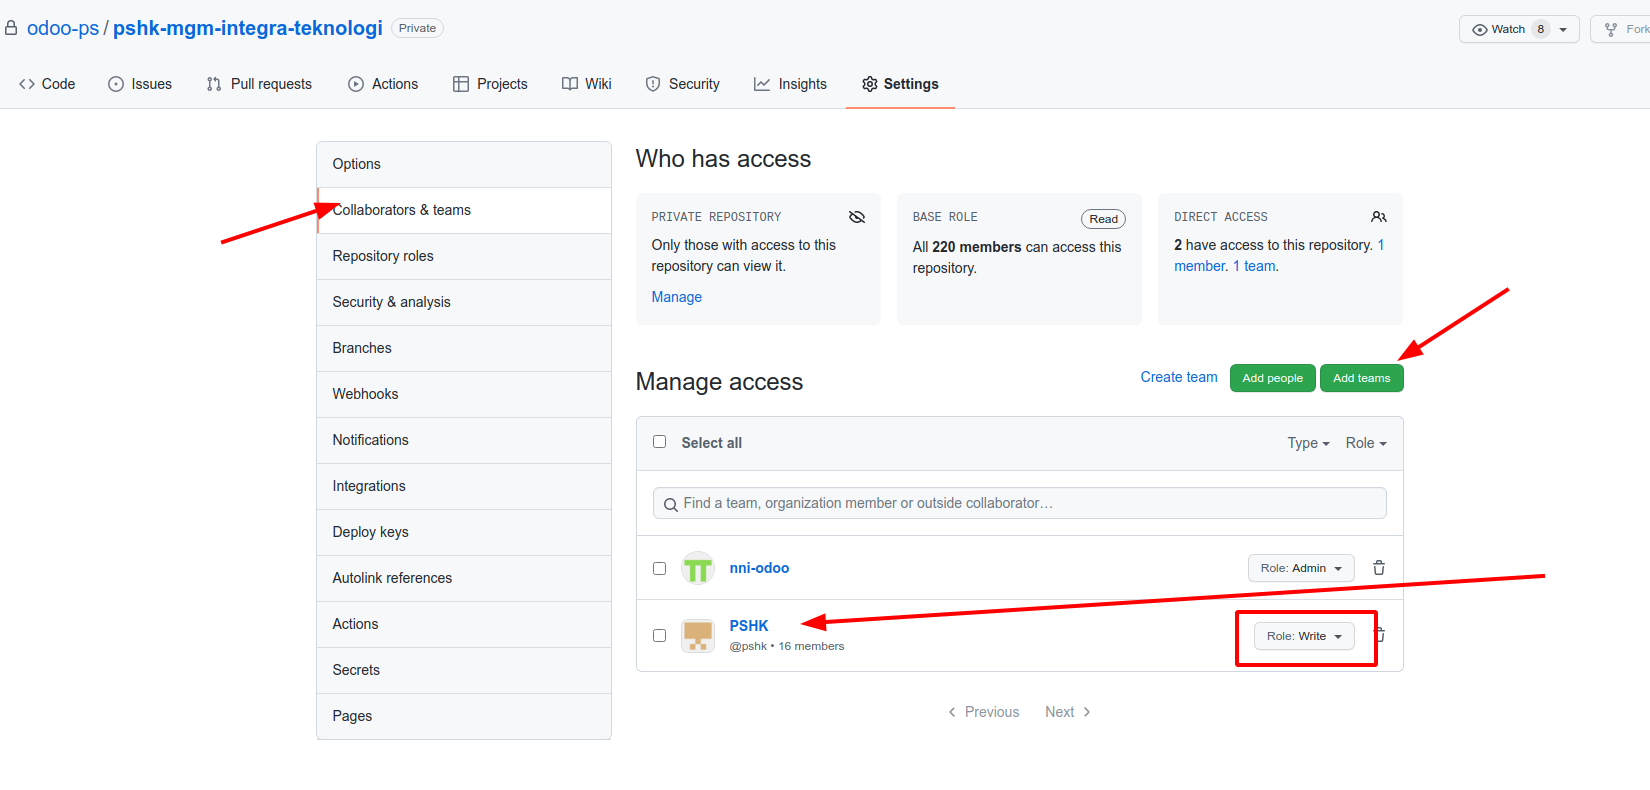 odoo-ps / pshk-mgm-integra-teknologi Private
Watch 8
Fork
Code Issues Pull requests Actions Projects Wiki Security Insights Settings
Options
Collaborators & teams
Repository roles
Security & analysis
Branches
Webhooks
Notifications
Integrations
Deploy keys
Autolink references
Actions
Secrets
Pages
Who has access
PRIVATE REPOSITORY
Only those with access to this
repository can view it.
Manage
BASE ROLE
Read
All 220 members can access this
repository.
DIRECT ACCESS
2 have access to this repository. 1
member. 1 team.
Manage access
Create team Add people Add teams
Select all
Type Role
Find a team, organization member or outside collaborator…
nni-odoo
Role: Admin
PSHK
@pshk • 16 members
Role: Write
Previous Next